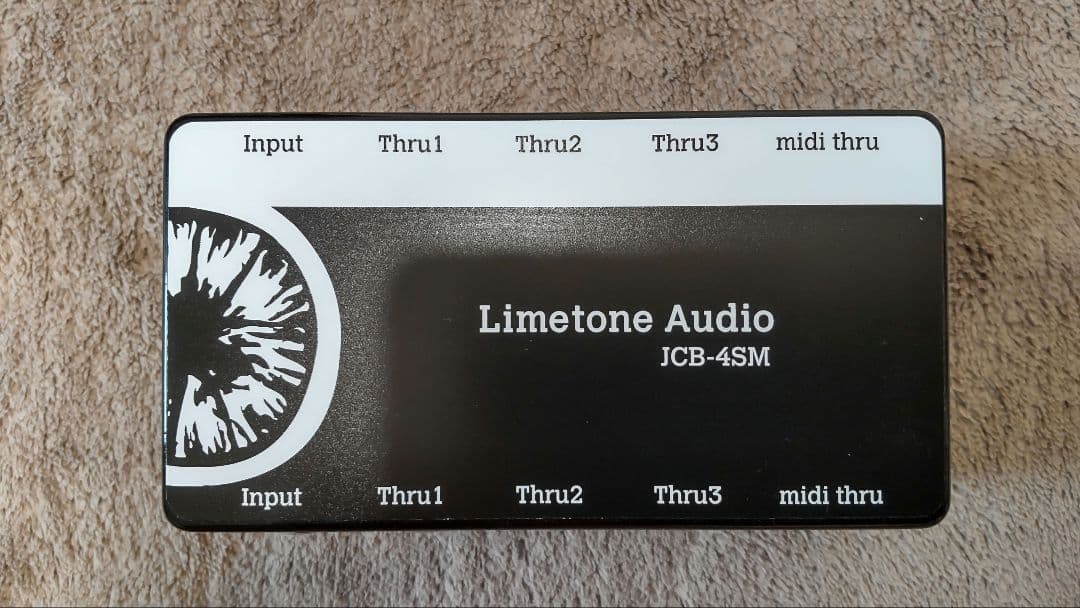 Input Thru1 Thru2 Thru3 midi thru
Limetone Audio
JCB-4SM
Input Thru1 Thru2 Thru3 midi thru